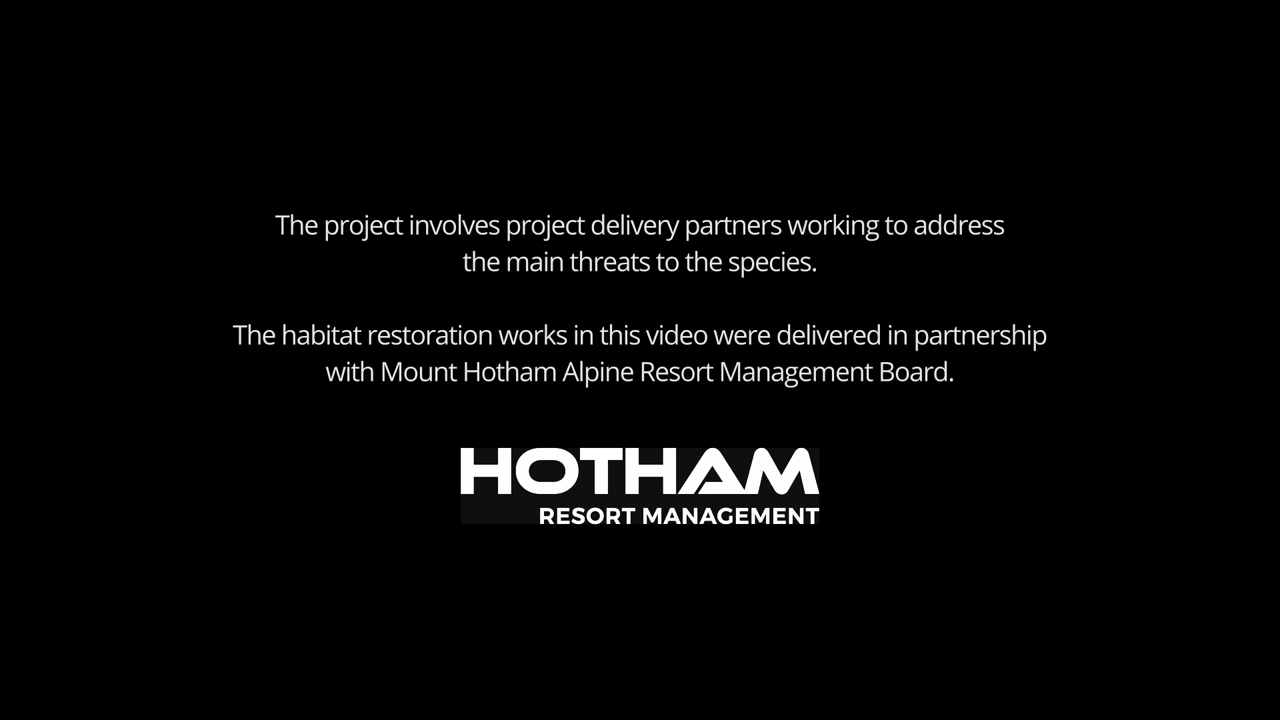 The project involves project delivery partners working to address
the main threats to the species.
The habitat restoration works in this video were delivered in partnership
with Mount Hotham Alpine Resort Management Board.
HOTHAM
RESORT MANAGEMENT